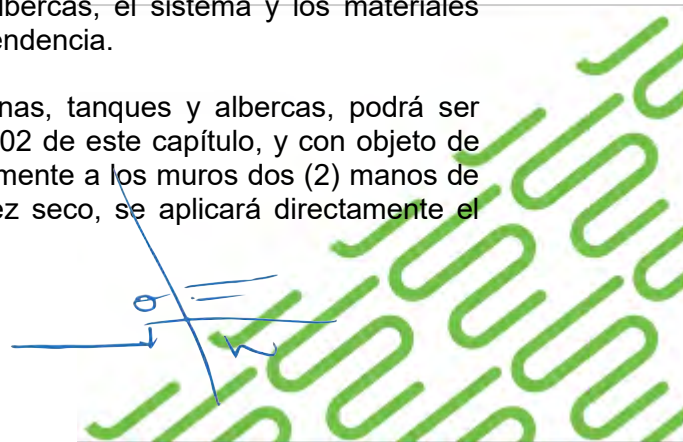 albercas, el sistema y los materiales
endencia.
nas, tanques y albercas, podrá ser
02 de este capítulo, y con objeto de
mente a los muros dos (2) manos de
ez seco, se aplicará directamente el